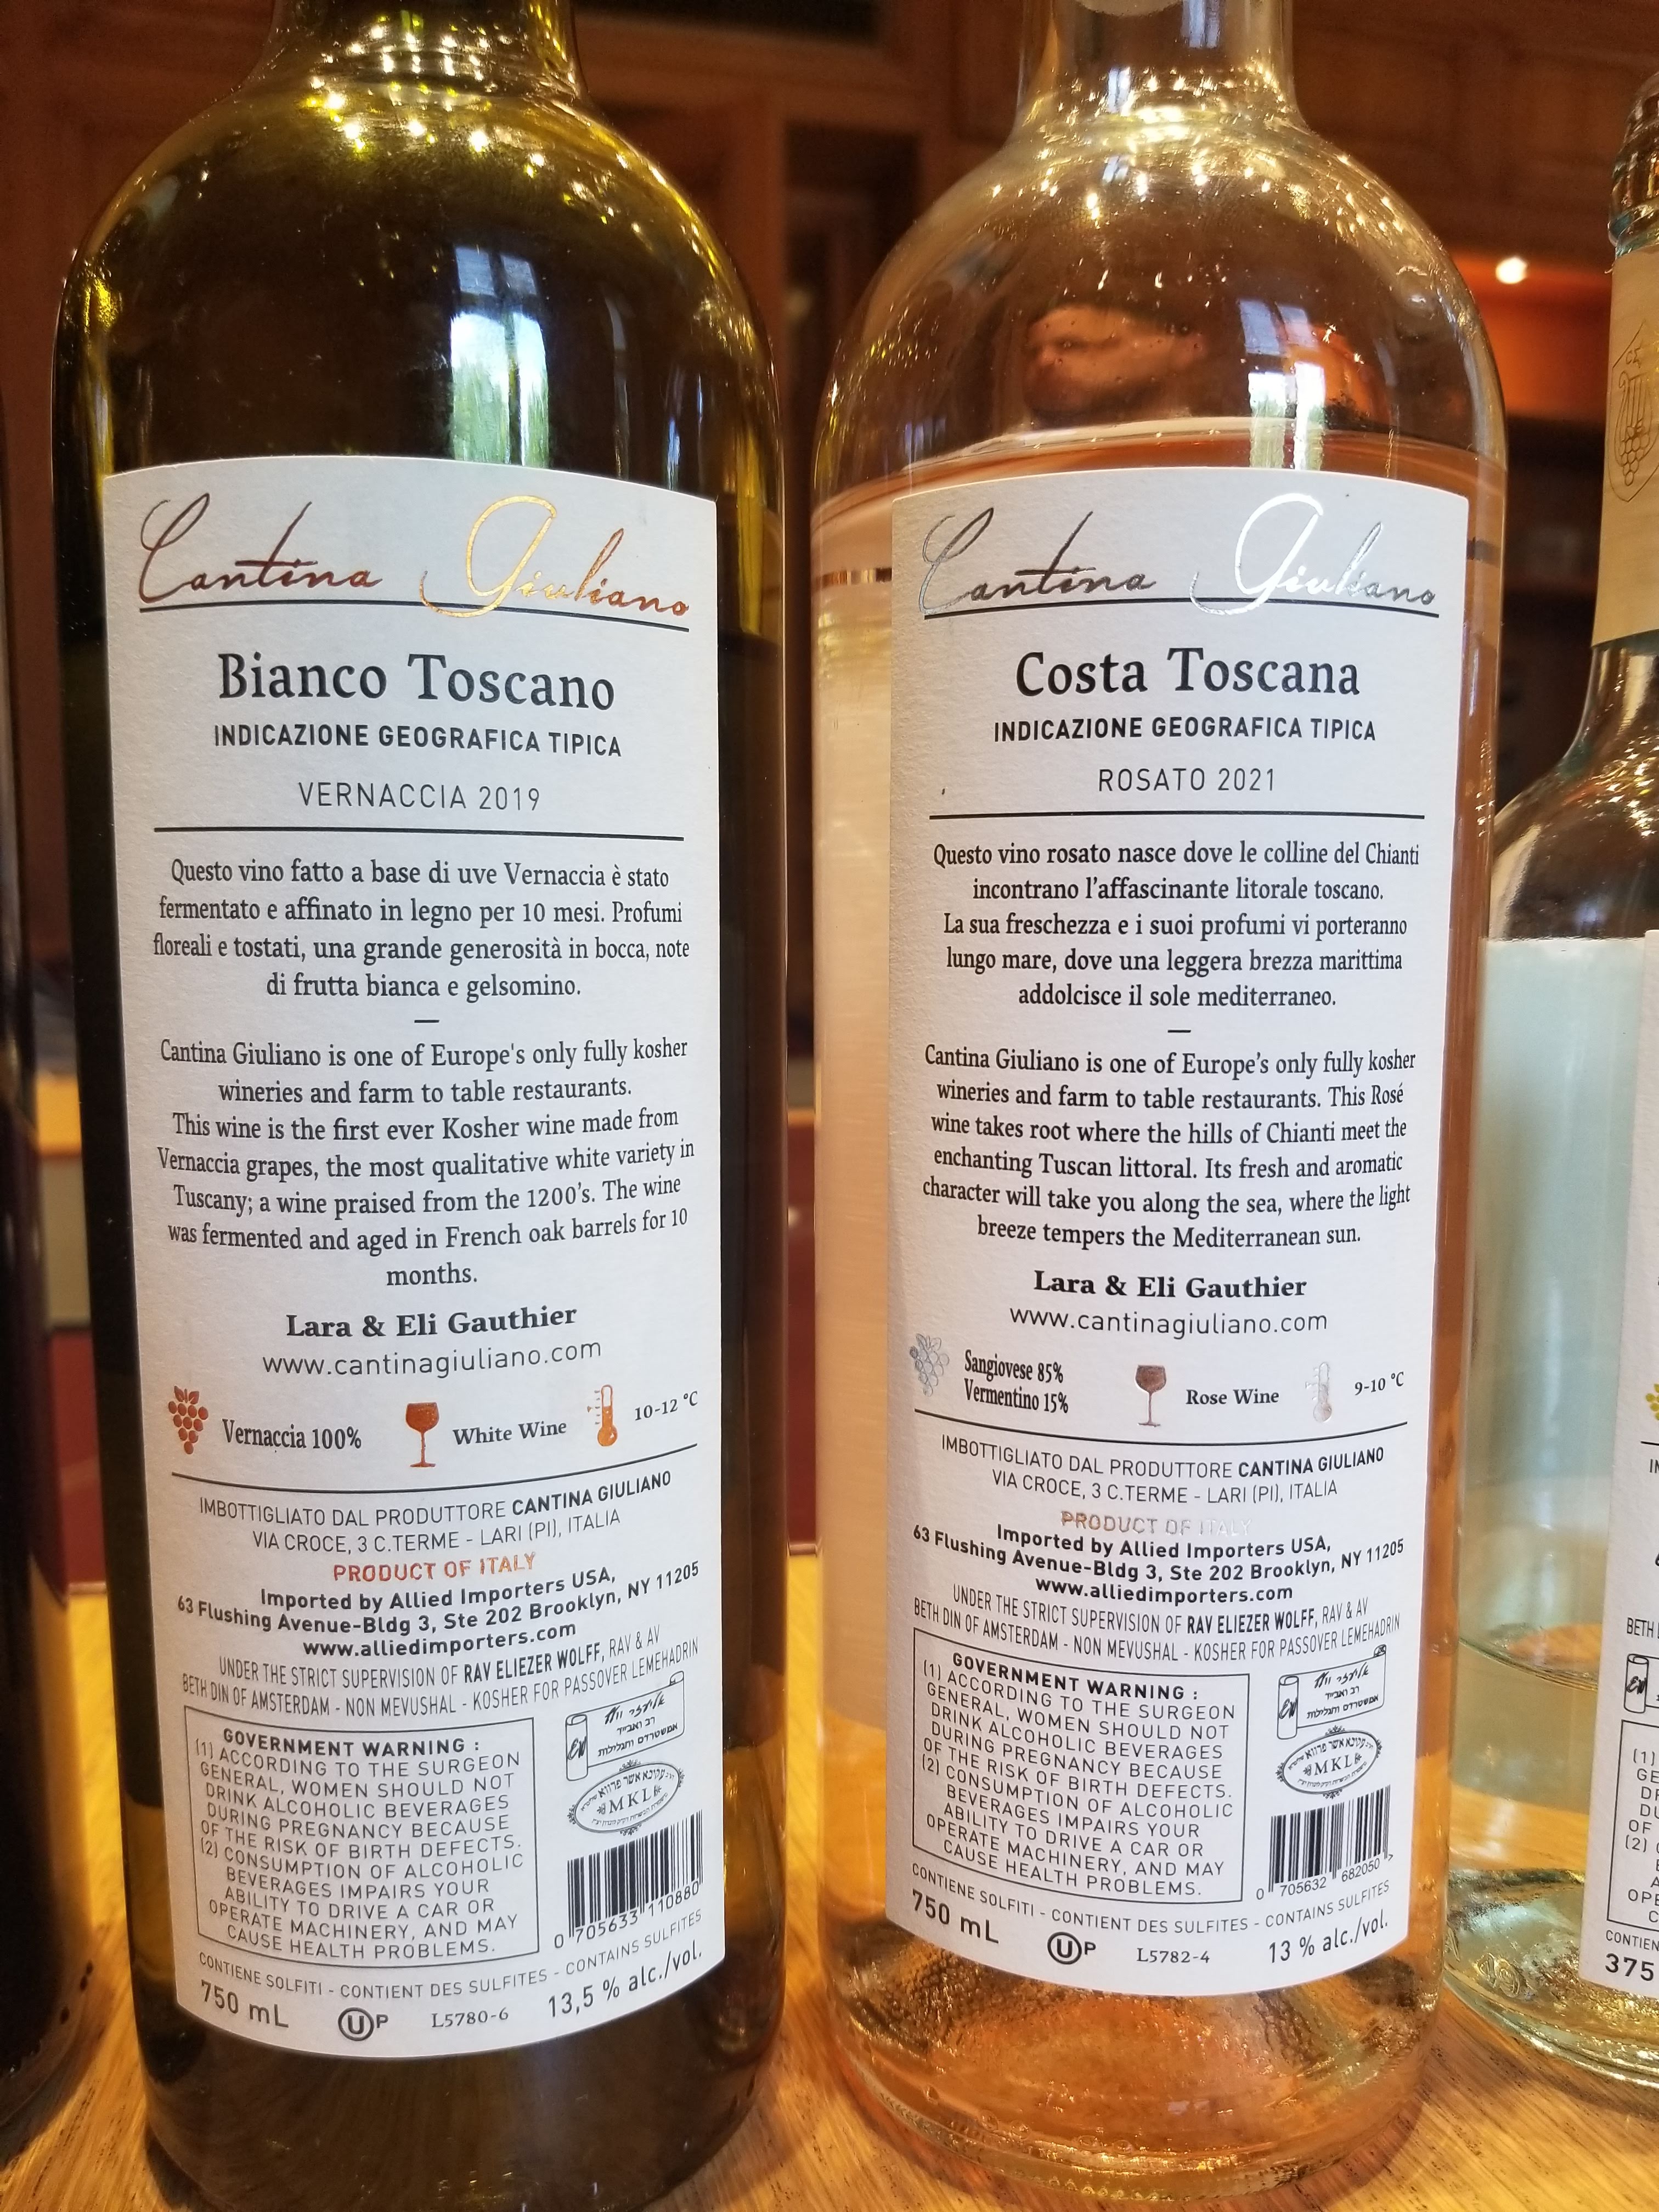 Cantina Giuliano
Bianco Toscano
INDICAZIONE GEOGRAFICA TIPICA
VERNACCIA 2019
Questo vino fatto a base di uve Vernaccia è stato
fermentato e affinato in legno per 10 mesi. Profumi
floreali e tostati, una grande generosità in bocca, note
di frutta bianca e gelsomino.
—
Cantina Giuliano is one of Europe's only fully kosher
wineries and farm to table restaurants.
This wine is the first ever Kosher wine made from
Vernaccia grapes, the most qualitative white variety in
Tuscany; a wine praised from the 1200's. The wine
was fermented and aged in French oak barrels for 10
months.
Lara & Eli Gauthier
www.cantinagiuliano.com
Vernaccia 100%
White Wine
10-12 °C
IMBOTTIGLIATO DAL PRODUTTORE CANTINA GIULIANO
VIA CROCE, 3 C.TERME - LARI (PI), ITALIA
PRODUCT OF ITALY
Imported by Allied Importers USA,
63 Flushing Avenue-Bldg 3, Ste 202 Brooklyn, NY 11205
www.alliedimporters.com
UNDER THE STRICT SUPERVISION OF RAV ELIEZER WOLFF, RAV & AV
BETH DIN OF AMSTERDAM - NON MEVUSHAL - KOSHER FOR PASSOVER LEMEHADRIN
GOVERNMENT WARNING :
(1) ACCORDING TO THE SURGEON
GENERAL, WOMEN SHOULD NOT
DRINK ALCOHOLIC BEVERAGES
DURING PREGNANCY BECAUSE
OF THE RISK OF BIRTH DEFECTS.
(2) CONSUMPTION OF ALCOHOLIC
BEVERAGES IMPAIRS YOUR
ABILITY TO DRIVE A CAR OR
OPERATE MACHINERY, AND MAY
CAUSE HEALTH PROBLEMS.
EW
אליעזר וולף
רב ואבייד
אמשטרדם והגלילות
MKL
0 705633 110880
CONTIENE SOLFITI - CONTIENT DES SULFITES - CONTAINS SULFITES
750 mL
U P
L5780-6
13,5 % alc./vol.
Cantina Giuliano
Costa Toscana
INDICAZIONE GEOGRAFICA TIPICA
ROSATO 2021
Questo vino rosato nasce dove le colline del Chianti
incontrano l'affascinante litorale toscano.
La sua freschezza e i suoi profumi vi porteranno
lungo mare, dove una leggera brezza marittima
addolcisce il sole mediterraneo.
—
Cantina Giuliano is one of Europe's only fully kosher
wineries and farm to table restaurants. This Rosé
wine takes root where the hills of Chianti meet the
enchanting Tuscan littoral. Its fresh and aromatic
character will take you along the sea, where the light
breeze tempers the Mediterranean sun.
Lara & Eli Gauthier
www.cantinagiuliano.com
Sangiovese 85%
Vermentino 15%
Rose Wine
9-10 °C
IMBOTTIGLIATO DAL PRODUTTORE CANTINA GIULIANO
VIA CROCE, 3 C.TERME - LARI (PI), ITALIA
PRODUCT OF ITALY
Imported by Allied Importers USA,
63 Flushing Avenue-Bldg 3, Ste 202 Brooklyn, NY 11205
www.alliedimporters.com
UNDER THE STRICT SUPERVISION OF RAV ELIEZER WOLFF, RAV & AV
BETH DIN OF AMSTERDAM - NON MEVUSHAL - KOSHER FOR PASSOVER LEMEHADRIN
GOVERNMENT WARNING :
(1) ACCORDING TO THE SURGEON
GENERAL, WOMEN SHOULD NOT
DRINK ALCOHOLIC BEVERAGES
DURING PREGNANCY BECAUSE
OF THE RISK OF BIRTH DEFECTS.
(2) CONSUMPTION OF ALCOHOLIC
BEVERAGES IMPAIRS YOUR
ABILITY TO DRIVE A CAR OR
OPERATE MACHINERY, AND MAY
CAUSE HEALTH PROBLEMS.
EW
אליעזר וולף
רב ואבייד
אמשטרדם והגלילות
MKL
0 705632 682050 >
CONTIENE SOLFITI - CONTIENT DES SULFITES - CONTAINS SULFITES
750 mL
U P
L5782-4
13 % alc./vol.
BETH
(1)
(2)
375